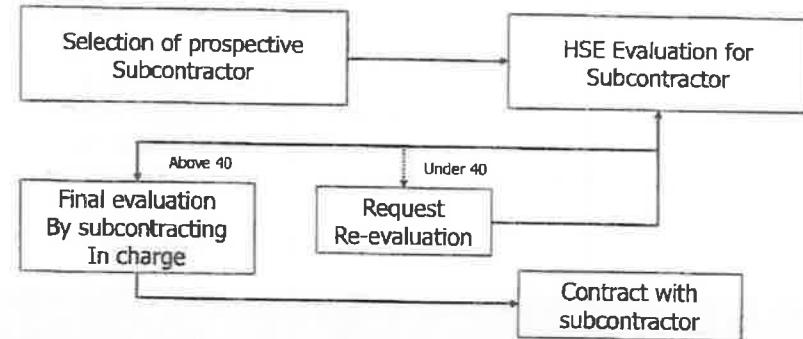 Selection of prospective
Subcontractor
HSE Evaluation for
Subcontractor
Above 40
Under 40
Final evaluation
By subcontracting
In charge
Request
Re-evaluation
Contract with
subcontractor